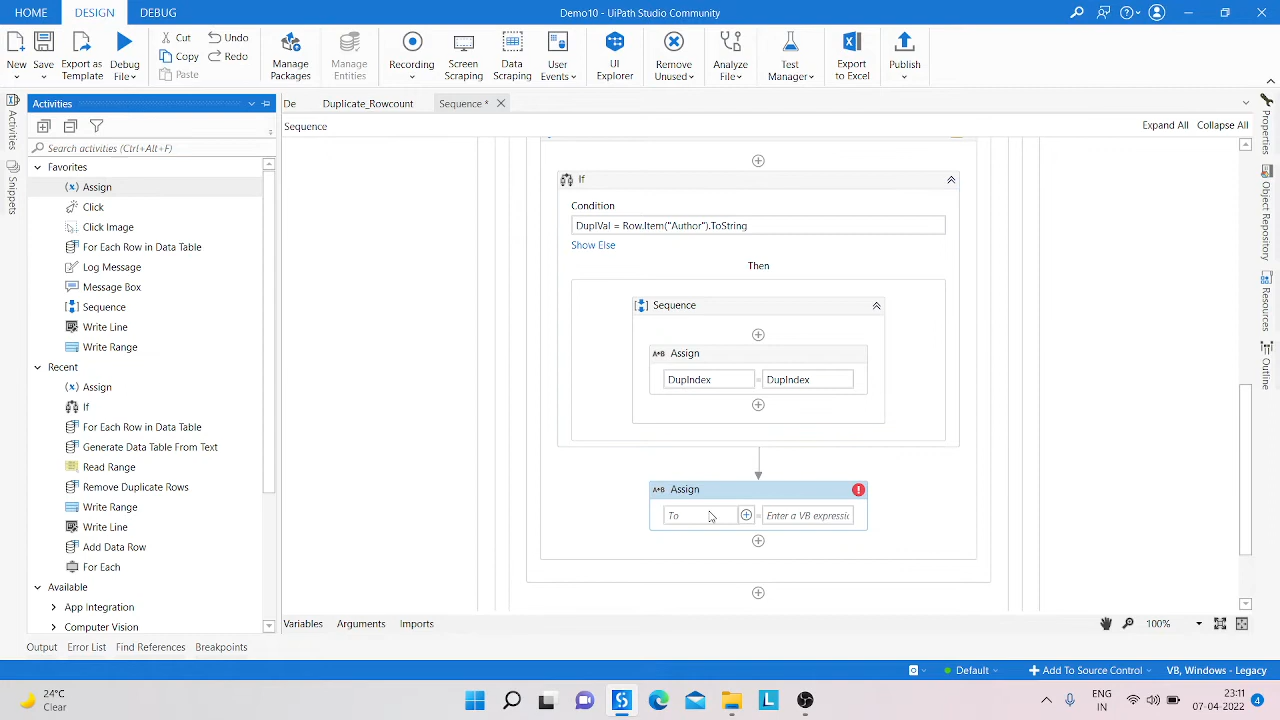 HOME DESIGN DEBUG Demo10 - UiPath Studio Community
Cut Undo
Copy Redo
Paste
New Save Export as Template Debug File Manage Packages Manage Entities Recording Screen Scraping Data Scraping User Events UI Explorer Remove Unused Analyze File Test Manager Export to Excel Publish
Activities
De Duplicate_Rowcount Sequence *
Sequence Expand All Collapse All
Activities
Snippets
Search activities (Ctrl+Alt+F)
Favorites
Assign
Click
Click Image
For Each Row in Data Table
Log Message
Message Box
Sequence
Write Line
Write Range
Recent
Assign
If
For Each Row in Data Table
Generate Data Table From Text
Read Range
Remove Duplicate Rows
Write Range
Write Line
Add Data Row
For Each
Available
App Integration
Computer Vision
If
Condition
DuplVal = Row.Item("Author").ToString
Show Else
Then
Sequence
A+B Assign
DupIndex = DupIndex
A+B Assign
To = Enter a VB expressic
Properties
Object Repository
Resources
Outline
Variables Arguments Imports 100%
Output Error List Find References Breakpoints
Default Add To Source Control VB, Windows - Legacy
24°C
Clear
ENG
IN
23:11
07-04-2022
4